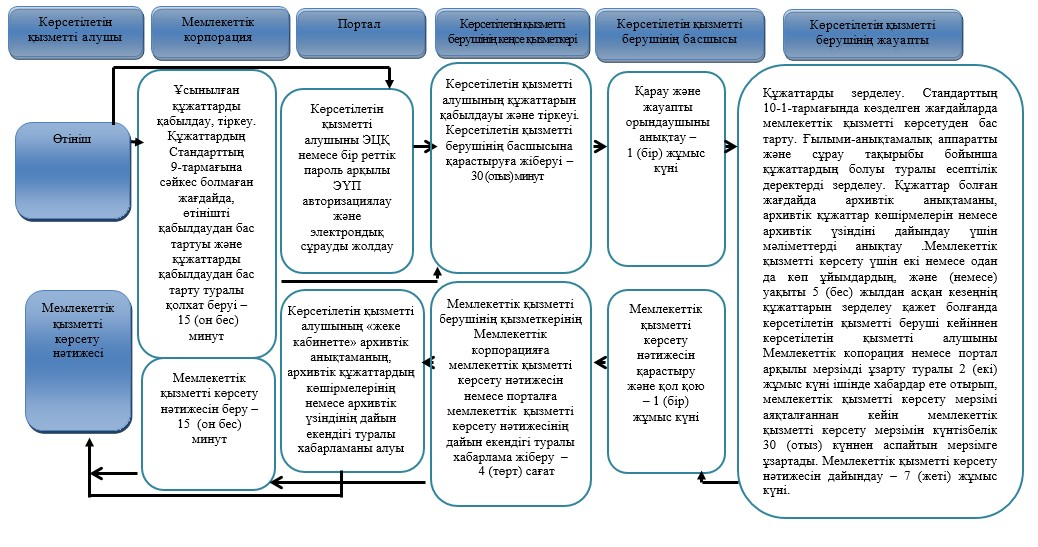 Көрсетілетін
қызметті алушы
Мемлекеттік
корпорация
Портал
Көрсетілетін қызметті
берушінің кеңсе қызметкері
Көрсетілетін қызметті
берушінің басшысы
Көрсетілетін қызметті
берушінің жауапты
Өтініш
Ұсынылған
құжаттарды
қабылдау, тіркеу.
Құжаттардың
Стандарттың
9-тармағына
сәйкес болмаған
жағдайда,
өтінішті
қабылдаудан бас
тартуы және
құжаттарды
қабылдаудан бас
тарту туралы
қолхат беруі –
15 (он бес)
минут
Көрсетілетін
қызметті
алушыны ЭЦҚ
немесе бір реттік
пароль арқылы
ЭҮП
авторизациялау
және
электрондық
сұрауды жолдау
Көрсетілетін қызметті
алушының құжаттарын
қабылдауы және тіркеуі.
Көрсетілетін қызметті
берушінің басшысына
қарастыруға жіберуі –
30 (отыз) минут
Қарау және
жауапты
орындаушыны
анықтау –
1 (бір) жұмыс
күні
Құжаттарды зерделеу. Стандарттың
10-1-тармағында көзделген жағдайларда
мемлекеттік қызметті көрсетуден бас
тарту. Ғылыми-анықтамалық аппаратты
және сұрау тақырыбы бойынша
құжаттардың болуы туралы есептілік
деректерді зерделеу. Құжаттар болған
жағдайда архивтік анықтаманы,
архивтік құжаттар көшірмелерін немесе
архивтік үзіндіні дайындау үшін
мәліметтерді анықтау .Мемлекеттік
қызметті көрсету үшін екі немесе одан
да көп ұйымдардың, және (немесе)
уақыты 5 (бес) жылдан асқан кезеңнің
құжаттарын зерделеу қажет болғанда
көрсетілетін қызметті беруші кейіннен
көрсетілетін қызметті алушыны
Мемлекеттік копорация немесе портал
арқылы мерзімді ұзарту туралы 2 (екі)
жұмыс күні ішінде хабардар ете отырып,
мемлекеттік қызметті көрсету мерзімі
аяқталғаннан кейін мемлекеттік
қызметті көрсету мерзімін күнтізбелік
30 (отыз) күннен аспайтын мерзімге
ұзартады. Мемлекеттік қызметті көрсету
нәтижесін дайындау – 7 (жеті) жұмыс
күні.
Мемлекеттік
қызметті
көрсету
нәтижесі
Мемлекеттік
қызметті көрсету
нәтижесін беру –
15 (он бес)
минут
Көрсетілетін қызметті
алушының «жеке
кабинетте» архивтік
анықтаманың,
архивтік құжаттардың
көшірмелерінің
немесе архивтік
үзіндінің дайын
екендігі туралы
хабарламаны алуы
Мемлекеттік қызметті
берушінің қызметкерінің
Мемлекеттік
корпорацияға
мемлекеттік қызметті
көрсету нәтижесін
немесе порталға
мемлекеттік қызметті
көрсету нәтижесінің
дайын екендігі туралы
хабарлама жіберу –
4 (төрт) сағат
Мемлекеттік
қызметті
көрсету
нәтижесін
қарастыру
және қол қою
– 1 (бір)
жұмыс күні